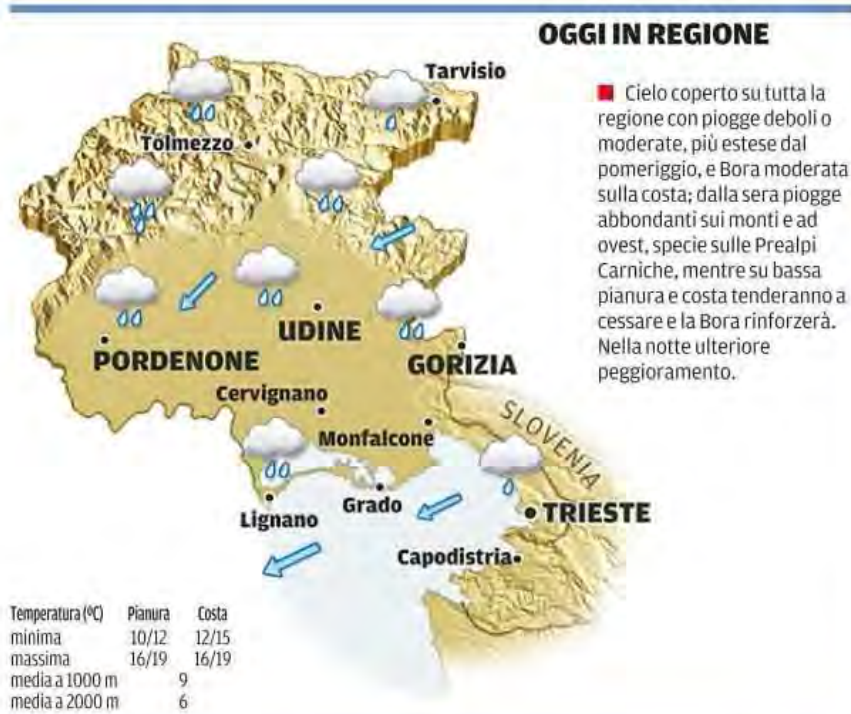 OGGI IN REGIONE
Cielo coperto su tutta la
regione con piogge deboli o
moderate, più estese dal
pomeriggio, e Bora moderata
sulla costa; dalla sera piogge
abbondanti sui monti e ad
ovest, specie sulle Prealpi
Carniche, mentre su bassa
pianura e costa tenderanno a
cessare e la Bora rinforzerà.
Nella notte ulteriore
peggioramento.
Tarvisio
Tolmezzo
UDINE
PORDENONE
GORIZIA
Cervignano
Monfalcone
SLOVENIA
Grado
Lignano
TRIESTE
Capodistria
Temperatura (°C) Pianura Costa
minima 10/12 12/15
massima 16/19 16/19
media a 1000 m 9
media a 2000 m 6